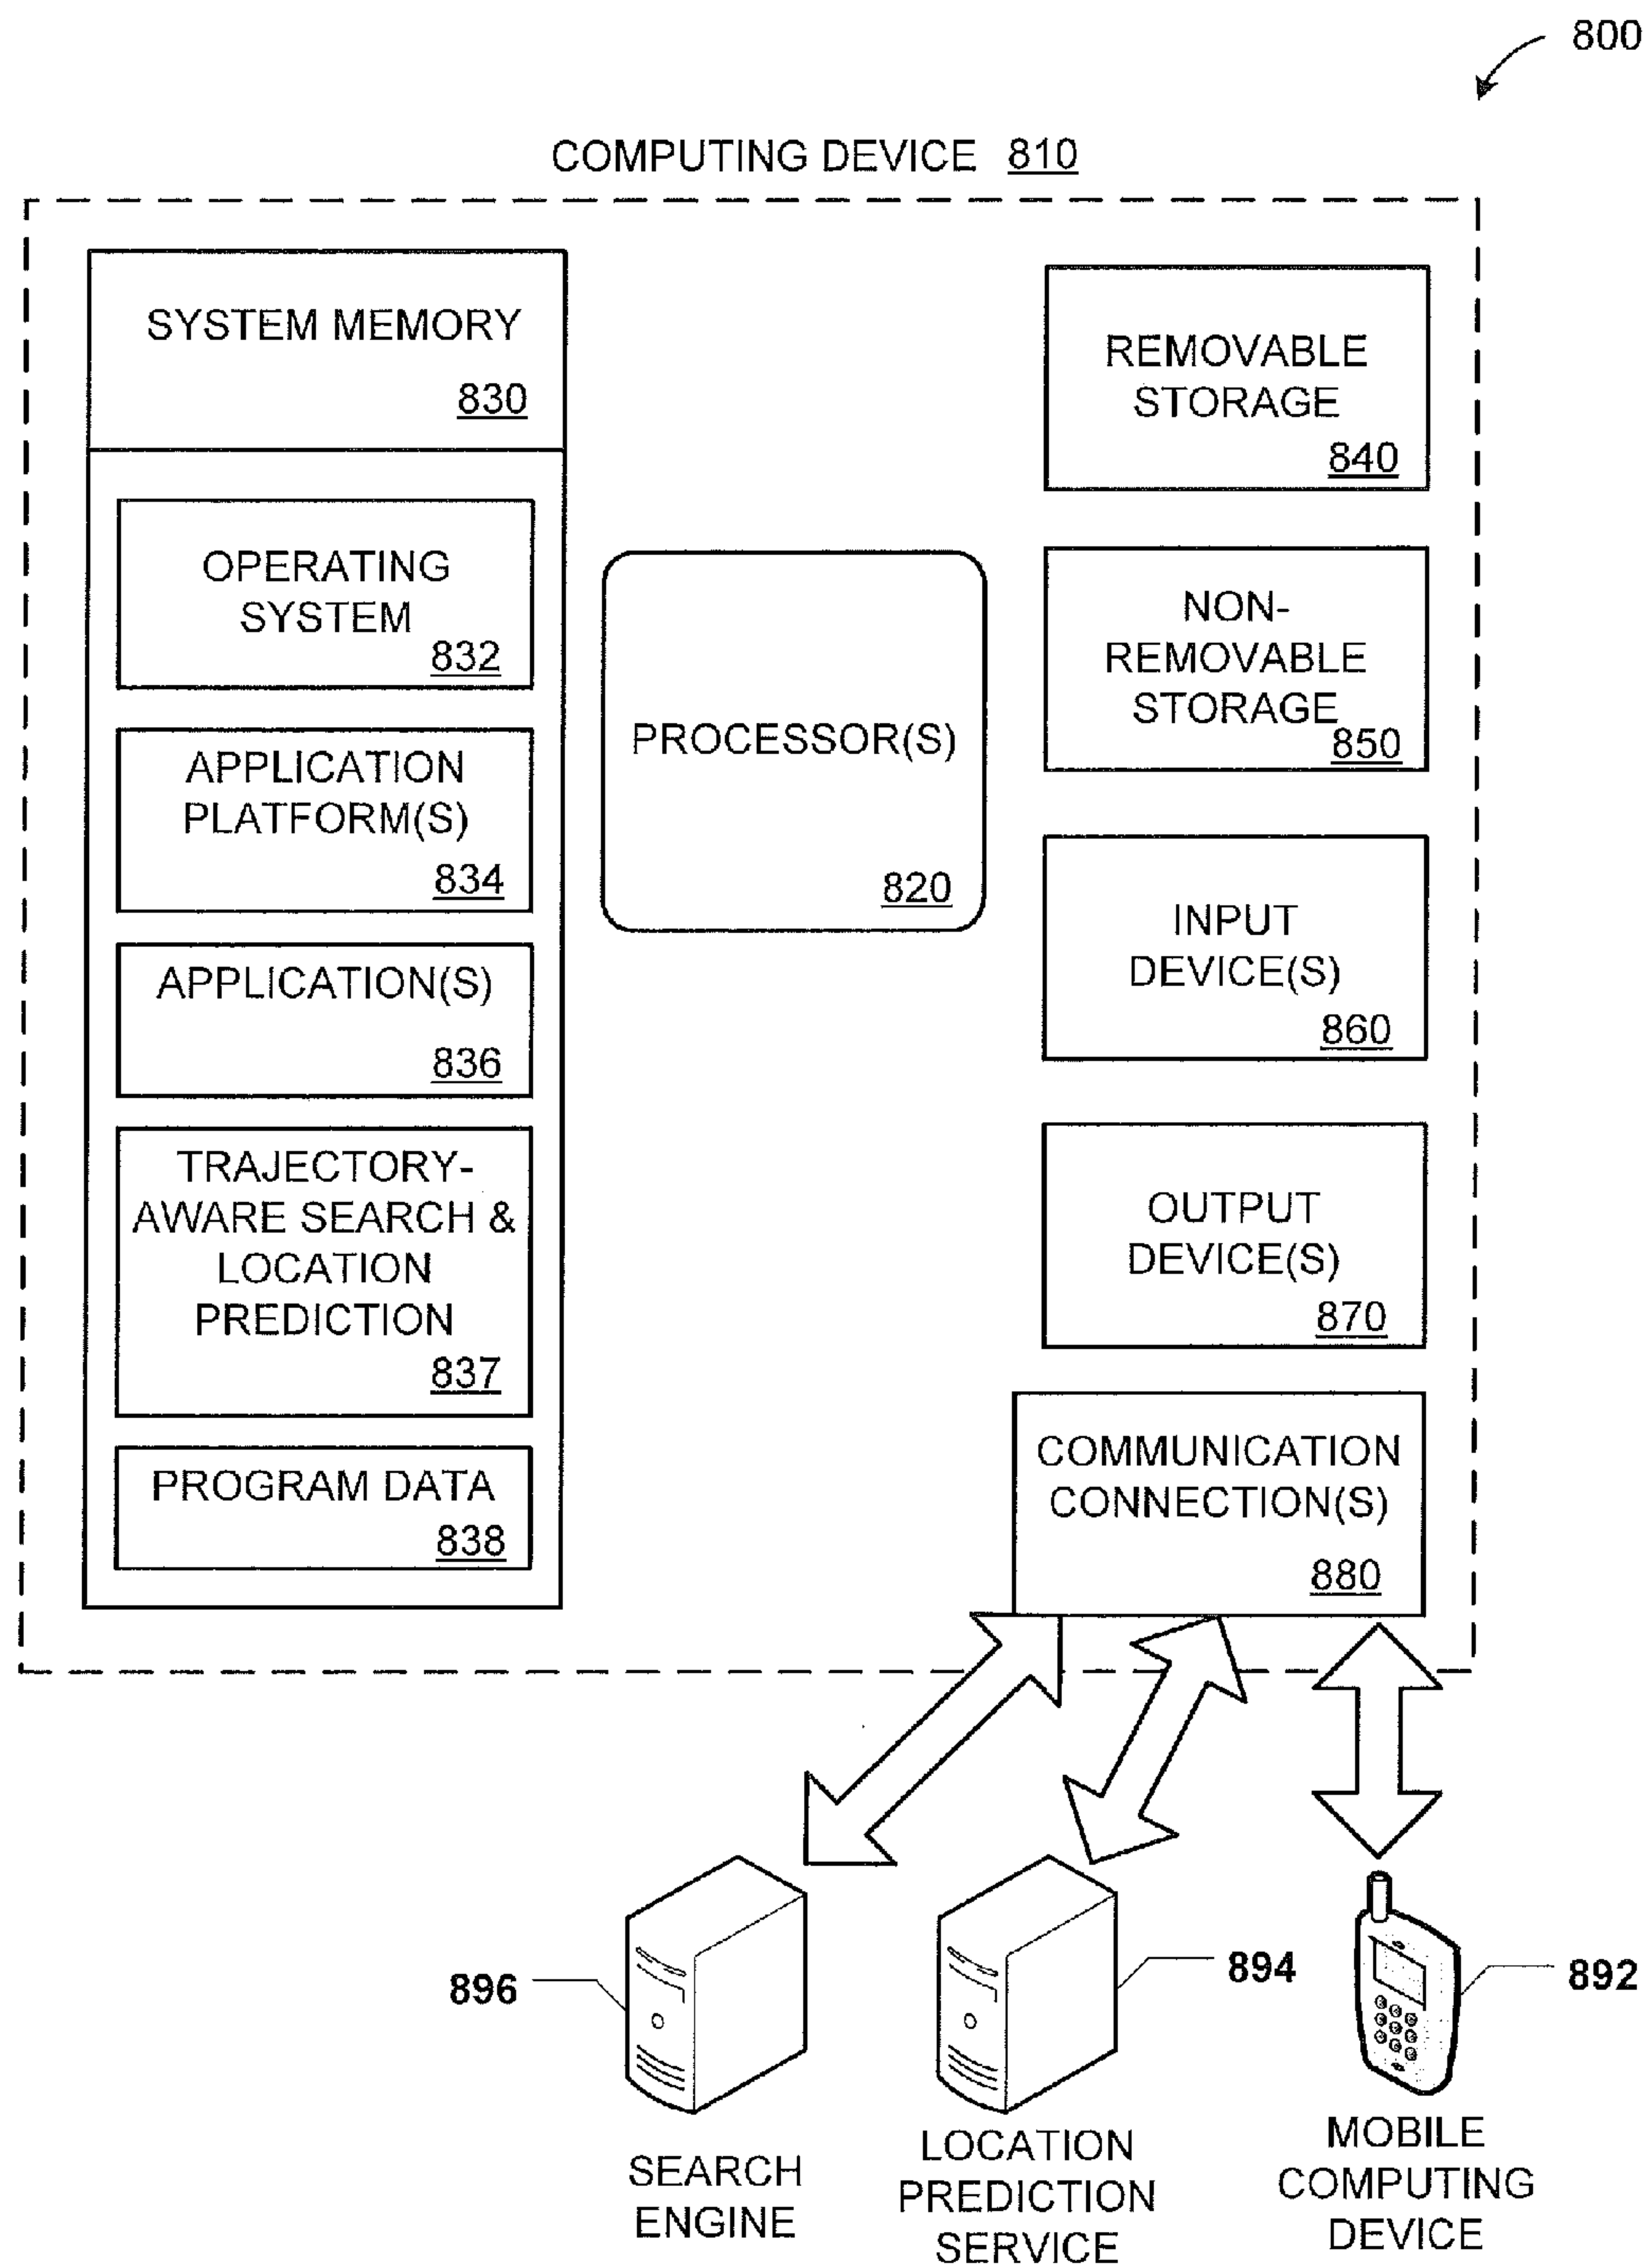 800
COMPUTING DEVICE 810
SYSTEM MEMORY
830
OPERATING
SYSTEM
832
APPLICATION
PLATFORM(S)
834
APPLICATION(S)
836
TRAJECTORY-
AWARE SEARCH &
LOCATION
PREDICTION
837
PROGRAM DATA
838
PROCESSOR(S)
820
REMOVABLE
STORAGE
840
NON-
REMOVABLE
STORAGE
850
INPUT
DEVICE(S)
860
OUTPUT
DEVICE(S)
870
COMMUNICATION
CONNECTION(S)
880
896
894
892
SEARCH
ENGINE
LOCATION
PREDICTION
SERVICE
MOBILE
COMPUTING
DEVICE